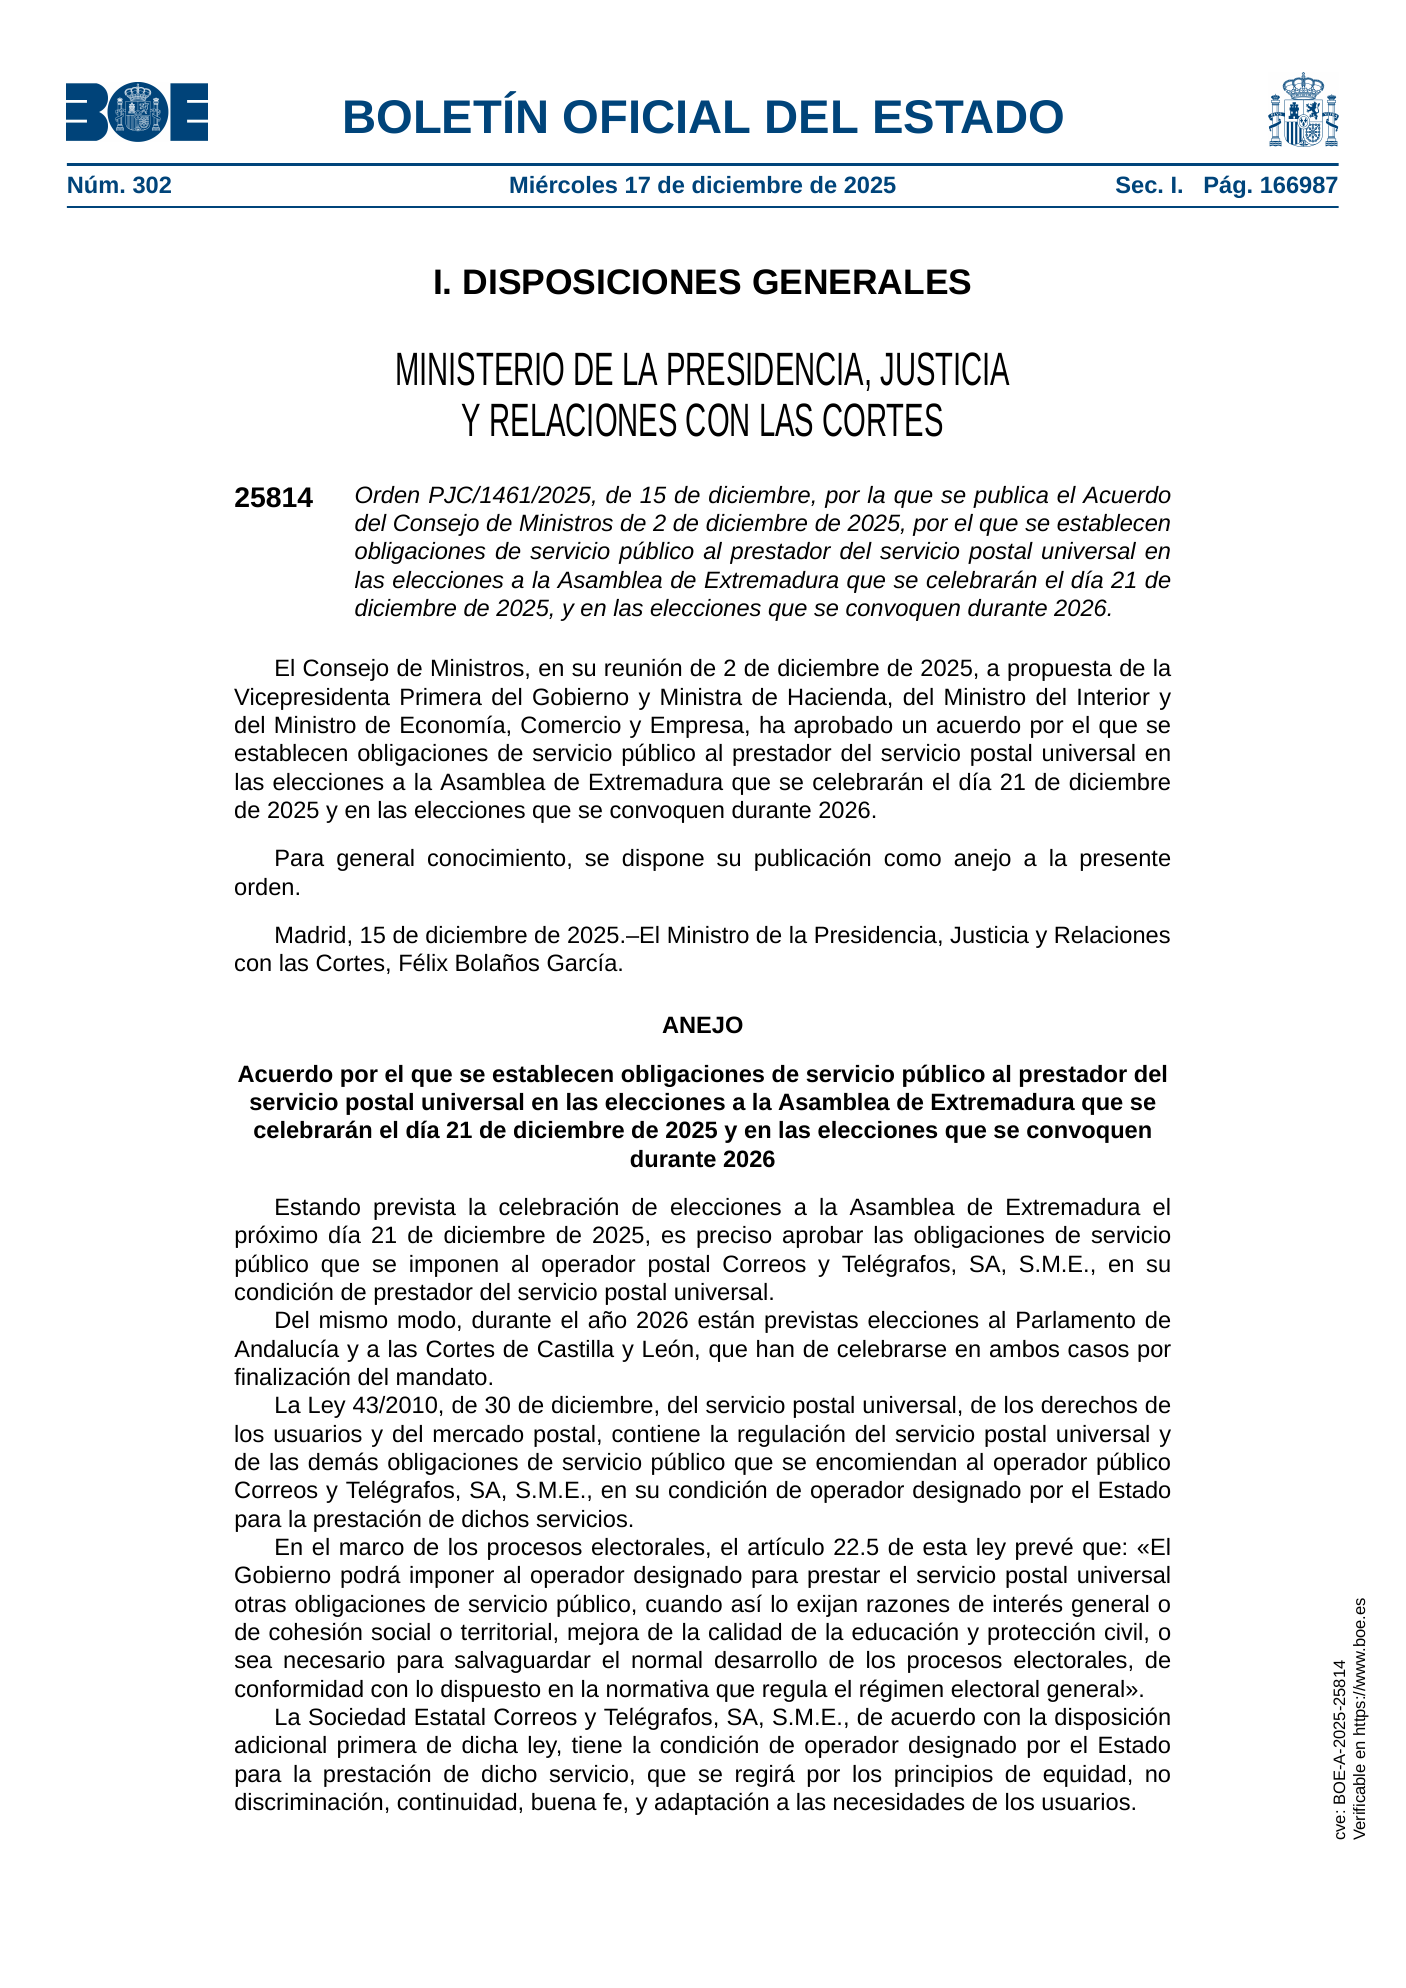 BOE
BOLETÍN OFICIAL DEL ESTADO
Núm. 302
Miércoles 17 de diciembre de 2025
Sec. I. Pág. 166987
I. DISPOSICIONES GENERALES
MINISTERIO DE LA PRESIDENCIA, JUSTICIA
Y RELACIONES CON LAS CORTES
25814
Orden PJC/1461/2025, de 15 de diciembre, por la que se publica el Acuerdo
del Consejo de Ministros de 2 de diciembre de 2025, por el que se establecen
obligaciones de servicio público al prestador del servicio postal universal en
las elecciones a la Asamblea de Extremadura que se celebrarán el día 21 de
diciembre de 2025, y en las elecciones que se convoquen durante 2026.
El Consejo de Ministros, en su reunión de 2 de diciembre de 2025, a propuesta de la
Vicepresidenta Primera del Gobierno y Ministra de Hacienda, del Ministro del Interior y
del Ministro de Economía, Comercio y Empresa, ha aprobado un acuerdo por el que se
establecen obligaciones de servicio público al prestador del servicio postal universal en
las elecciones a la Asamblea de Extremadura que se celebrarán el día 21 de diciembre
de 2025 y en las elecciones que se convoquen durante 2026.
Para general conocimiento, se dispone su publicación como anejo a la presente
orden.
Madrid, 15 de diciembre de 2025.–El Ministro de la Presidencia, Justicia y Relaciones
con las Cortes, Félix Bolaños García.
ANEJO
Acuerdo por el que se establecen obligaciones de servicio público al prestador del
servicio postal universal en las elecciones a la Asamblea de Extremadura que se
celebrarán el día 21 de diciembre de 2025 y en las elecciones que se convoquen
durante 2026
Estando prevista la celebración de elecciones a la Asamblea de Extremadura el
próximo día 21 de diciembre de 2025, es preciso aprobar las obligaciones de servicio
público que se imponen al operador postal Correos y Telégrafos, SA, S.M.E., en su
condición de prestador del servicio postal universal.
Del mismo modo, durante el año 2026 están previstas elecciones al Parlamento de
Andalucía y a las Cortes de Castilla y León, que han de celebrarse en ambos casos por
finalización del mandato.
La Ley 43/2010, de 30 de diciembre, del servicio postal universal, de los derechos de
los usuarios y del mercado postal, contiene la regulación del servicio postal universal y
de las demás obligaciones de servicio público que se encomiendan al operador público
Correos y Telégrafos, SA, S.M.E., en su condición de operador designado por el Estado
para la prestación de dichos servicios.
En el marco de los procesos electorales, el artículo 22.5 de esta ley prevé que: «El
Gobierno podrá imponer al operador designado para prestar el servicio postal universal
otras obligaciones de servicio público, cuando así lo exijan razones de interés general o
de cohesión social o territorial, mejora de la calidad de la educación y protección civil, o
sea necesario para salvaguardar el normal desarrollo de los procesos electorales, de
conformidad con lo dispuesto en la normativa que regula el régimen electoral general».
La Sociedad Estatal Correos y Telégrafos, SA, S.M.E., de acuerdo con la disposición
adicional primera de dicha ley, tiene la condición de operador designado por el Estado
para la prestación de dicho servicio, que se regirá por los principios de equidad, no
discriminación, continuidad, buena fe, y adaptación a las necesidades de los usuarios.
cve: BOE-A-2025-25814
Verificable en https://www.boe.es